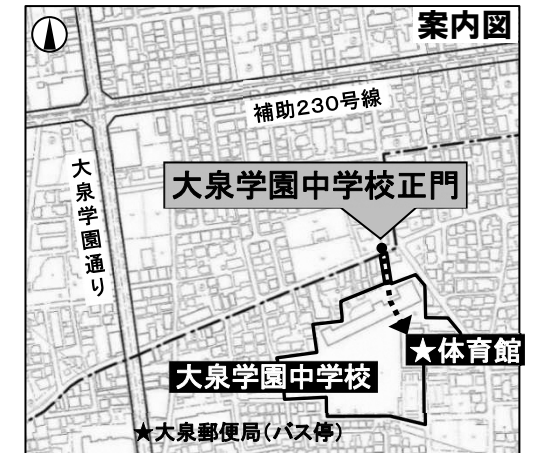 案内図
補助230号線
大泉学園通り
大泉学園中学校正門
★体育館
大泉学園中学校
★大泉郵便局(バス停)